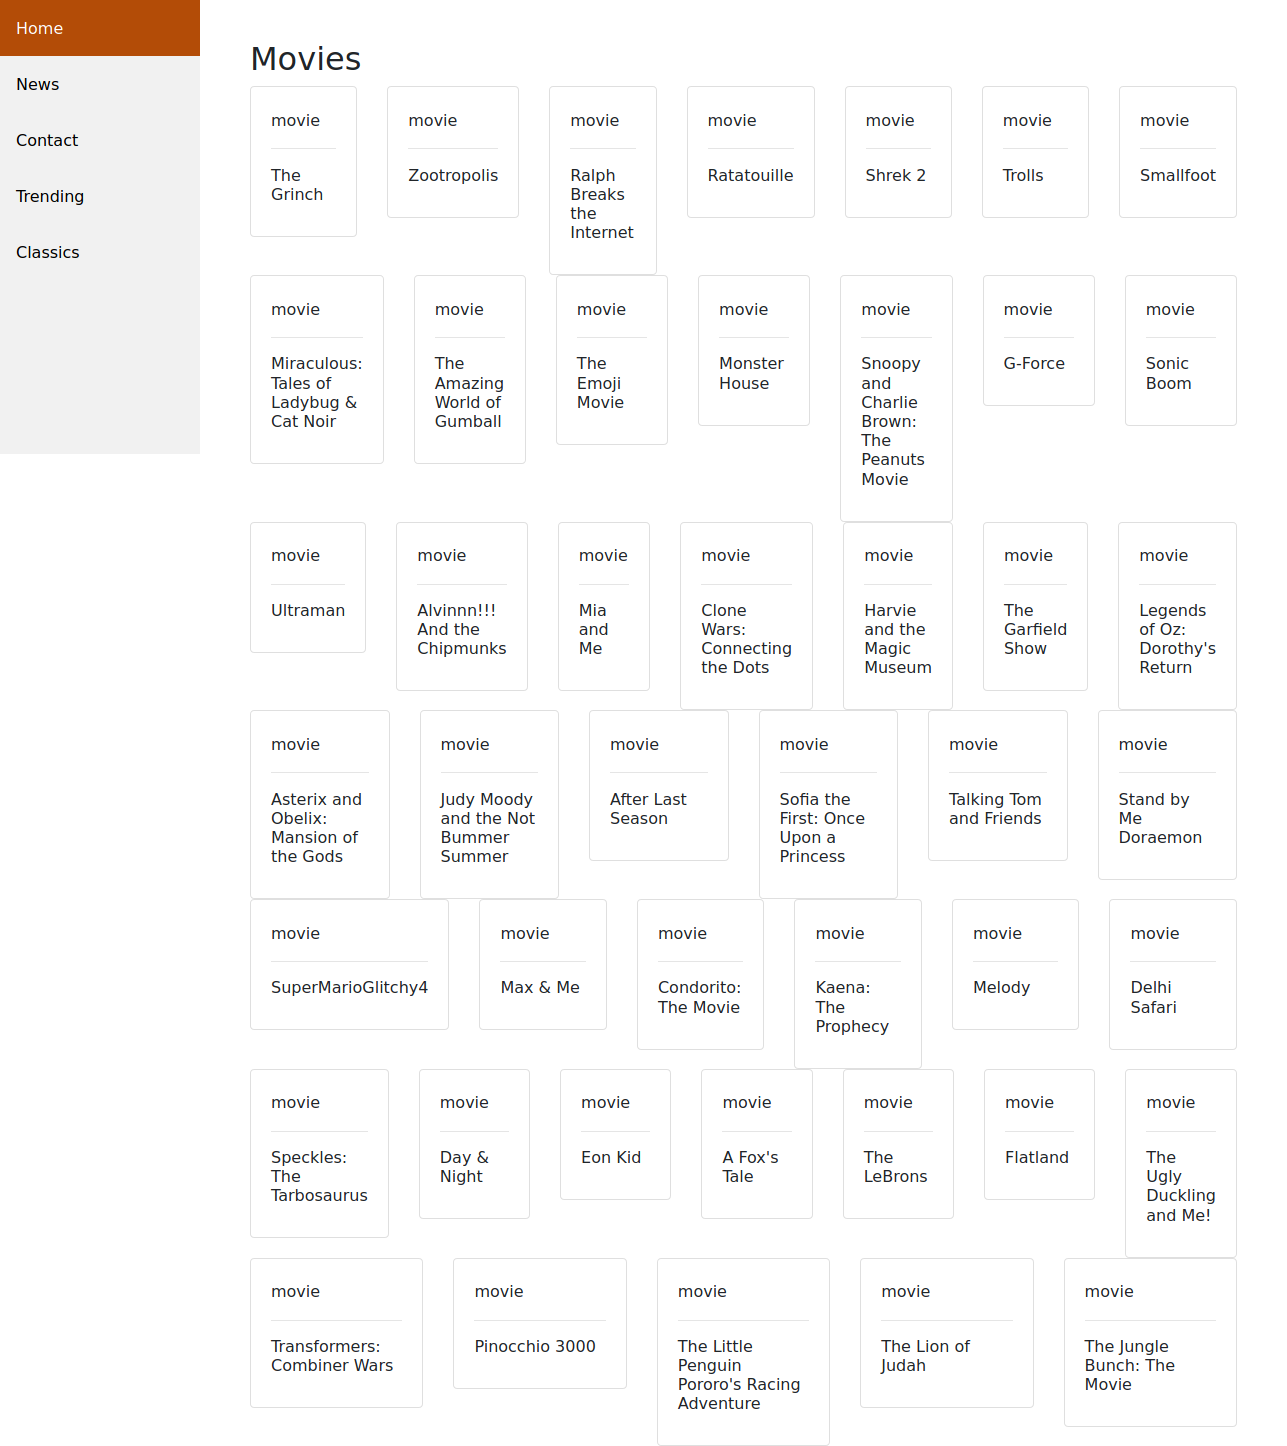 Home
News
Contact
Trending
Classics
Movies
movie
The
Grinch
movie
Zootropolis
movie
Ralph
Breaks
the
Internet
movie
Ratatouille
movie
Shrek 2
movie
Trolls
movie
Smallfoot
movie
Miraculous:
Tales of
Ladybug &
Cat Noir
movie
The
Amazing
World of
Gumball
movie
The
Emoji
Movie
movie
Monster
House
movie
Snoopy
and
Charlie
Brown:
The
Peanuts
Movie
movie
G-Force
movie
Sonic
Boom
movie
Ultraman
movie
Alvinnn!!!
And the
Chipmunks
movie
Mia
and
Me
movie
Clone
Wars:
Connecting
the Dots
movie
Harvie
and the
Magic
Museum
movie
The
Garfield
Show
movie
Legends
of Oz:
Dorothy's
Return
movie
Asterix and
Obelix:
Mansion of
the Gods
movie
Judy Moody
and the Not
Bummer
Summer
movie
After Last
Season
movie
Sofia the
First: Once
Upon a
Princess
movie
Talking Tom
and Friends
movie
Stand by
Me
Doraemon
movie
SuperMarioGlitchy4
movie
Max & Me
movie
Condorito:
The Movie
movie
Kaena:
The
Prophecy
movie
Melody
movie
Delhi
Safari
movie
Speckles:
The
Tarbosaurus
movie
Day &
Night
movie
Eon Kid
movie
A Fox's
Tale
movie
The
LeBrons
movie
Flatland
movie
The
Ugly
Duckling
and Me!
movie
Transformers:
Combiner Wars
movie
Pinocchio 3000
movie
The Little
Penguin
Pororo's Racing
Adventure
movie
The Lion of
Judah
movie
The Jungle
Bunch: The
Movie